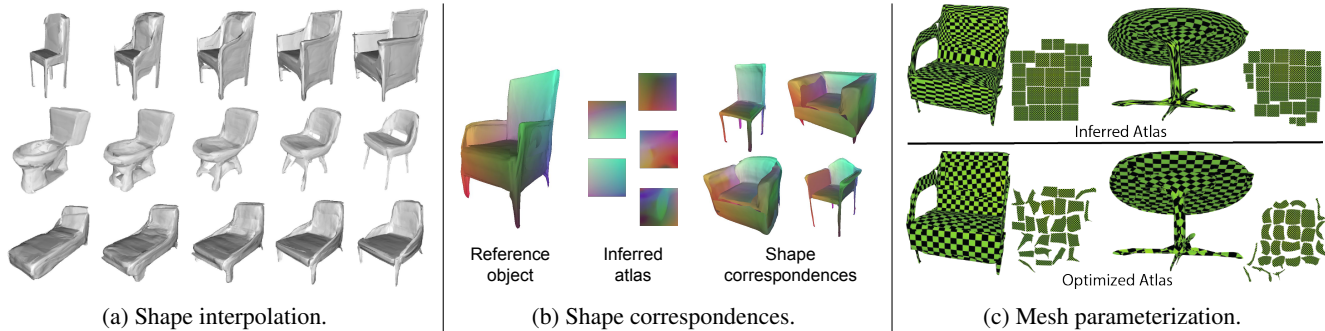 Reference
object
Inferred
atlas
Shape
correspondences
Inferred Atlas
Optimized Atlas
(a) Shape interpolation.
(b) Shape correspondences.
(c) Mesh parameterization.